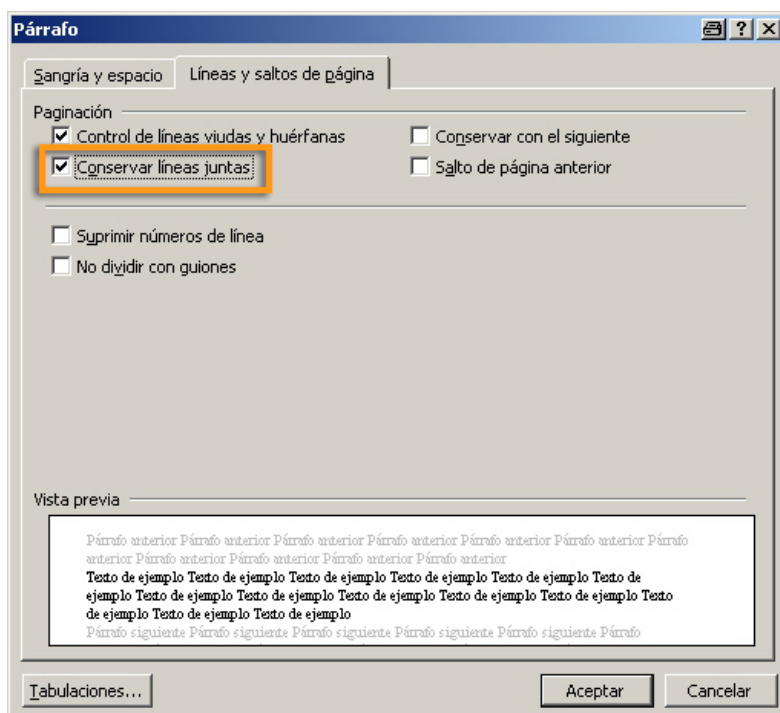 Párrafo
Sangría y espacio
Líneas y saltos de página
Paginación
Control de líneas viudas y huérfanas
Conservar con el siguiente
Conservar líneas juntas
Salto de página anterior
Suprimir números de línea
No dividir con guiones
Vista previa
Párrafo anterior Párrafo anterior Párrafo anterior Párrafo anterior Párrafo anterior Párrafo anterior Párrafo
anterior Párrafo anterior Párrafo anterior Párrafo anterior Párrafo anterior
Texto de ejemplo Texto de ejemplo Texto de ejemplo Texto de ejemplo Texto de ejemplo Texto de
ejemplo Texto de ejemplo Texto de ejemplo Texto de ejemplo Texto de ejemplo Texto de ejemplo Texto
de ejemplo Texto de ejemplo Texto de ejemplo
Párrafo siguiente Párrafo siguiente Párrafo siguiente Párrafo siguiente Párrafo siguiente Párrafo
Tabulaciones...
Aceptar
Cancelar